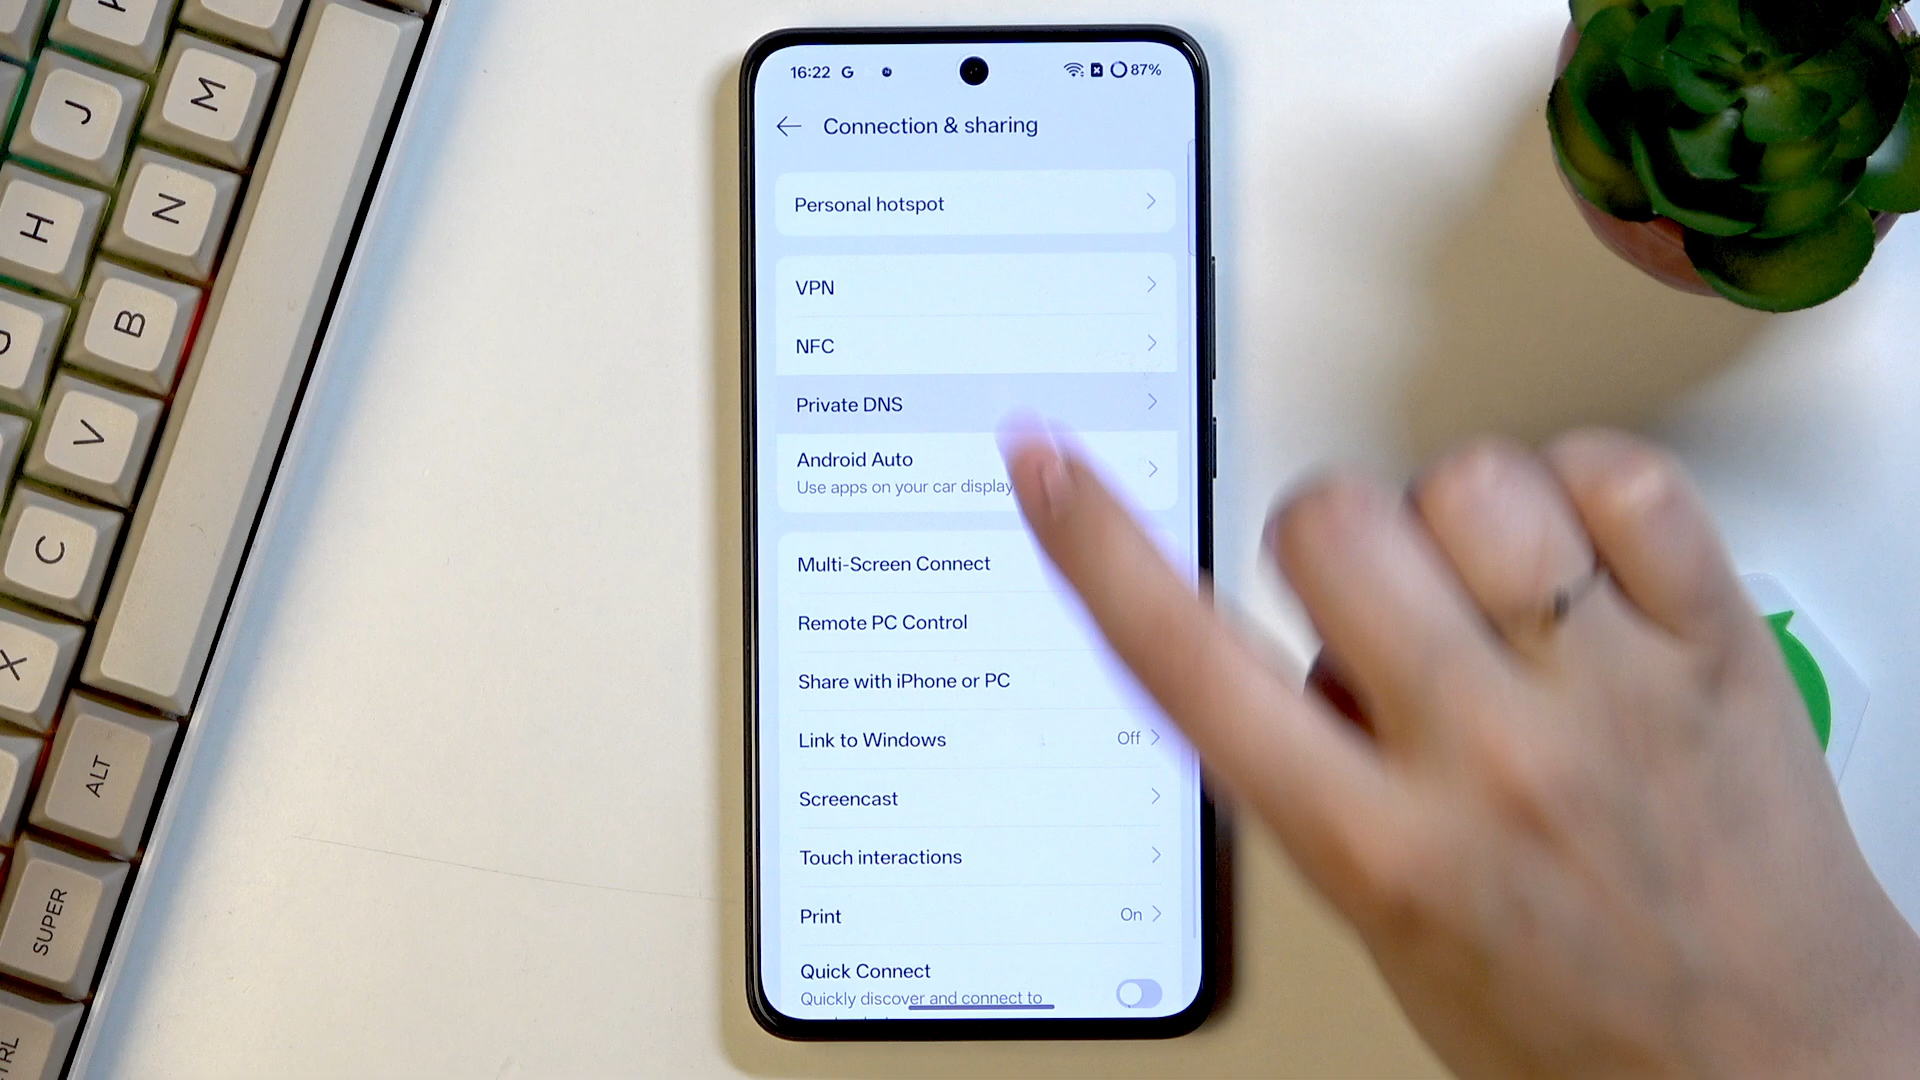 16:22 G 87%
Connection & sharing
Personal hotspot
VPN
NFC
Private DNS
Android Auto
Use apps on your car display
Multi-Screen Connect
Remote PC Control
Share with iPhone or PC
Link to Windows Off
Screencast
Touch interactions
Print On
Quick Connect
Quickly discover and connect to
J
M
H
N
B
V
C
X
ALT
SUPER